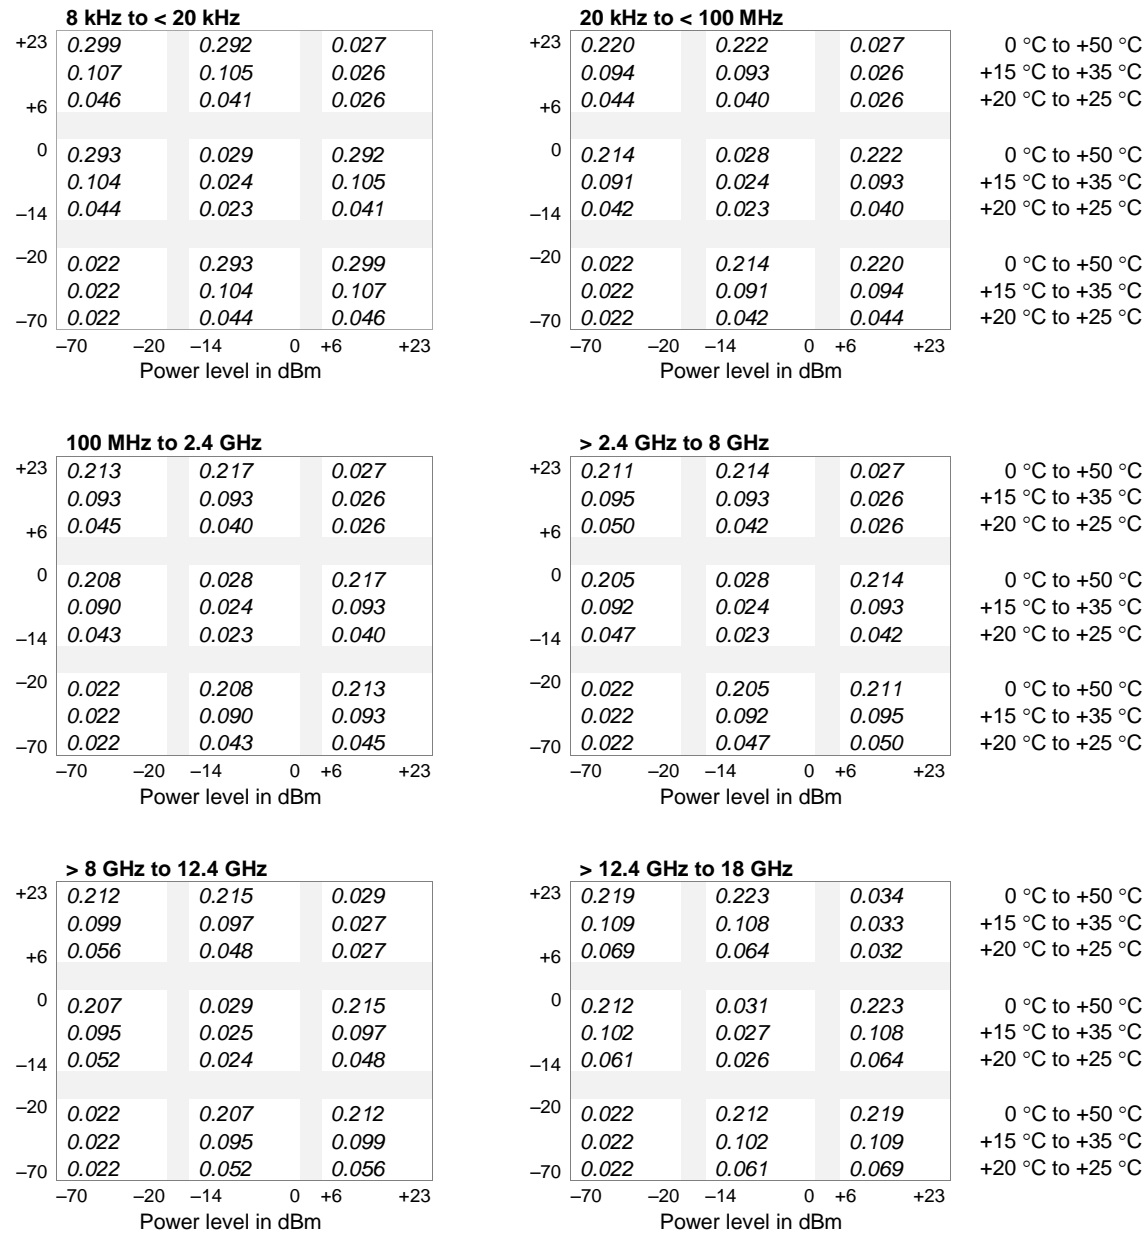 8 kHz to < 20 kHz 20 kHz to < 100 MHz
+23 0.299 0.292 0.027 +23 0.220 0.222 0.027 0 °C to +50 °C
0.107 0.105 0.026 0.094 0.093 0.026 +15 °C to +35 °C
+6 0.046 0.041 0.026 +6 0.044 0.040 0.026 +20 °C to +25 °C
0 0.293 0.029 0.292 0 0.214 0.028 0.222 0 °C to +50 °C
0.104 0.024 0.105 0.091 0.024 0.093 +15 °C to +35 °C
–14 0.044 0.023 0.041 –14 0.042 0.023 0.040 +20 °C to +25 °C
–20 0.022 0.293 0.299 –20 0.022 0.214 0.220 0 °C to +50 °C
0.022 0.104 0.107 0.022 0.091 0.094 +15 °C to +35 °C
–70 0.022 0.044 0.046 –70 0.022 0.042 0.044 +20 °C to +25 °C
–70 –20 –14 0 +6 +23 –70 –20 –14 0 +6 +23
Power level in dBm Power level in dBm
100 MHz to 2.4 GHz > 2.4 GHz to 8 GHz
+23 0.213 0.217 0.027 +23 0.211 0.214 0.027 0 °C to +50 °C
0.093 0.093 0.026 0.095 0.093 0.026 +15 °C to +35 °C
+6 0.045 0.040 0.026 +6 0.050 0.042 0.026 +20 °C to +25 °C
0 0.208 0.028 0.217 0 0.205 0.028 0.214 0 °C to +50 °C
0.090 0.024 0.093 0.092 0.024 0.093 +15 °C to +35 °C
–14 0.043 0.023 0.040 –14 0.047 0.023 0.042 +20 °C to +25 °C
–20 0.022 0.208 0.213 –20 0.022 0.205 0.211 0 °C to +50 °C
0.022 0.090 0.093 0.022 0.092 0.095 +15 °C to +35 °C
–70 0.022 0.043 0.045 –70 0.022 0.047 0.050 +20 °C to +25 °C
–70 –20 –14 0 +6 +23 –70 –20 –14 0 +6 +23
Power level in dBm Power level in dBm
> 8 GHz to 12.4 GHz > 12.4 GHz to 18 GHz
+23 0.212 0.215 0.029 +23 0.219 0.223 0.034 0 °C to +50 °C
0.099 0.097 0.027 0.109 0.108 0.033 +15 °C to +35 °C
+6 0.056 0.048 0.027 +6 0.069 0.064 0.032 +20 °C to +25 °C
0 0.207 0.029 0.215 0 0.212 0.031 0.223 0 °C to +50 °C
0.095 0.025 0.097 0.102 0.027 0.108 +15 °C to +35 °C
–14 0.052 0.024 0.048 –14 0.061 0.026 0.064 +20 °C to +25 °C
–20 0.022 0.207 0.212 –20 0.022 0.212 0.219 0 °C to +50 °C
0.022 0.095 0.099 0.022 0.102 0.109 +15 °C to +35 °C
–70 0.022 0.052 0.056 –70 0.022 0.061 0.069 +20 °C to +25 °C
–70 –20 –14 0 +6 +23 –70 –20 –14 0 +6 +23
Power level in dBm Power level in dBm